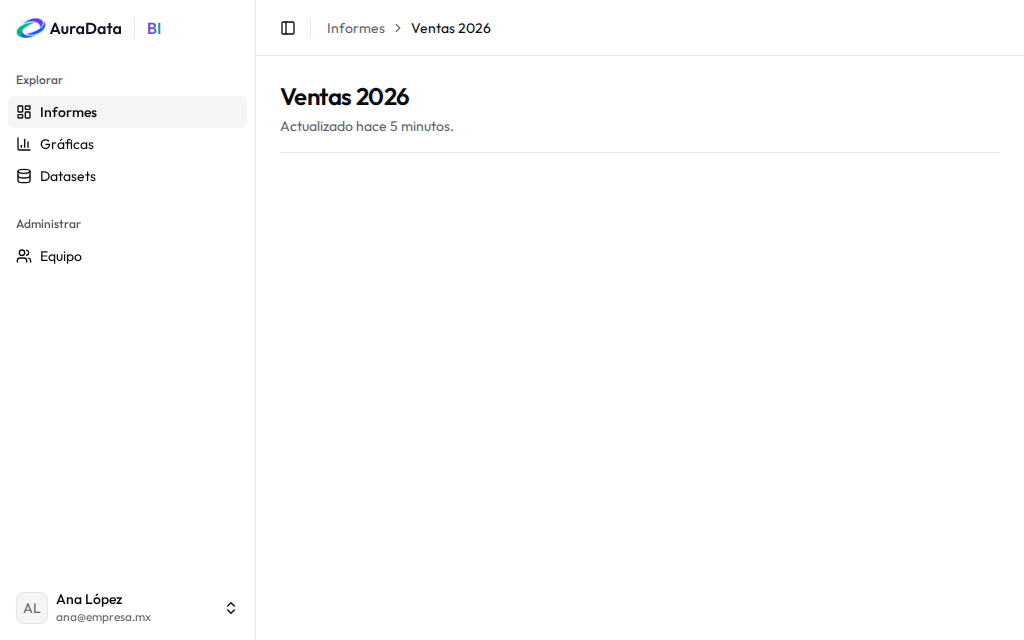 AuraData BI
Explorar
Informes
Gráficas
Datasets
Administrar
Equipo
AL
Ana López
ana@empresa.mx
Informes > Ventas 2026
Ventas 2026
Actualizado hace 5 minutos.